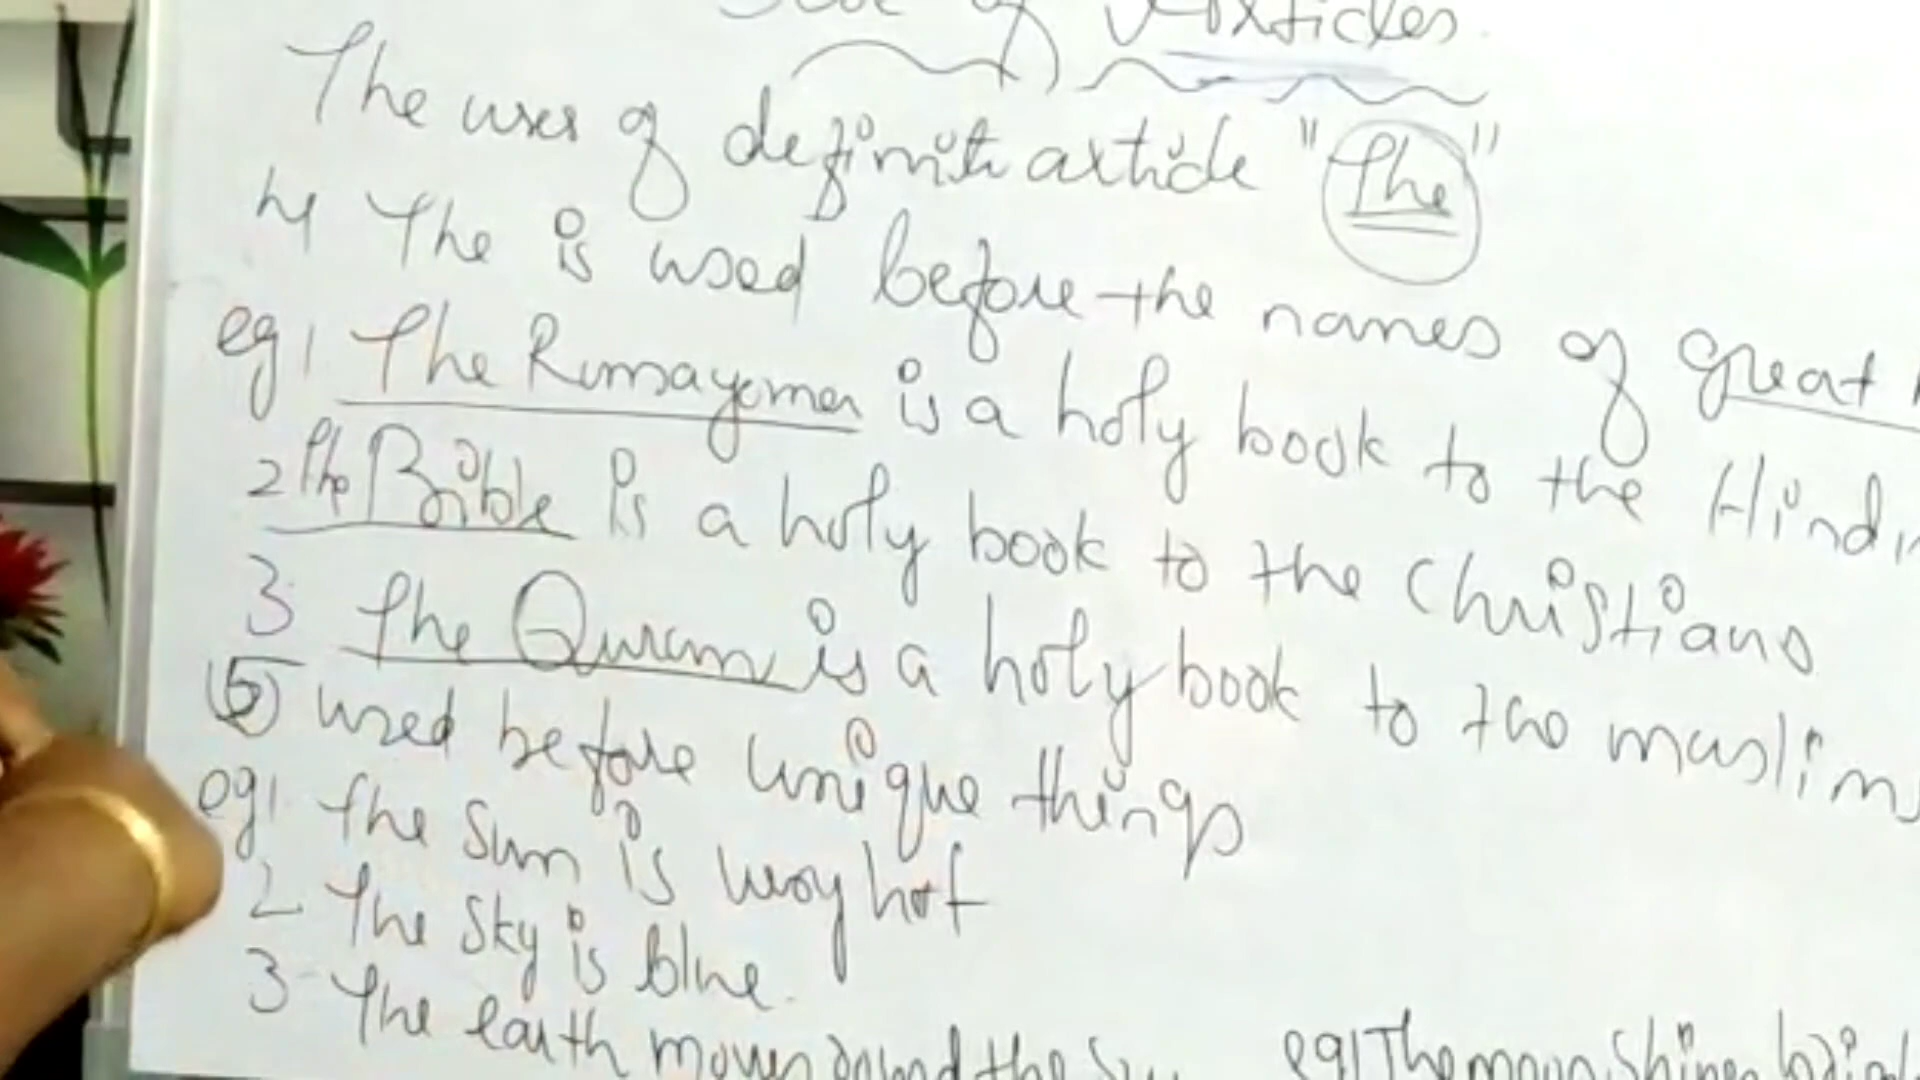 of Articles
The uses of definite article "The"
4 The is used before the names of great
eg 1 The Ramayana is a holy book to the Hindu
2 The Bible is a holy book to the Christians
3 The Quran is a holy book to the muslims
5 used before unique things
eg 1 The Sun is very hot
2 The Sky is blue.
3 The earth moves around the Su
eg 1 The moon Shines